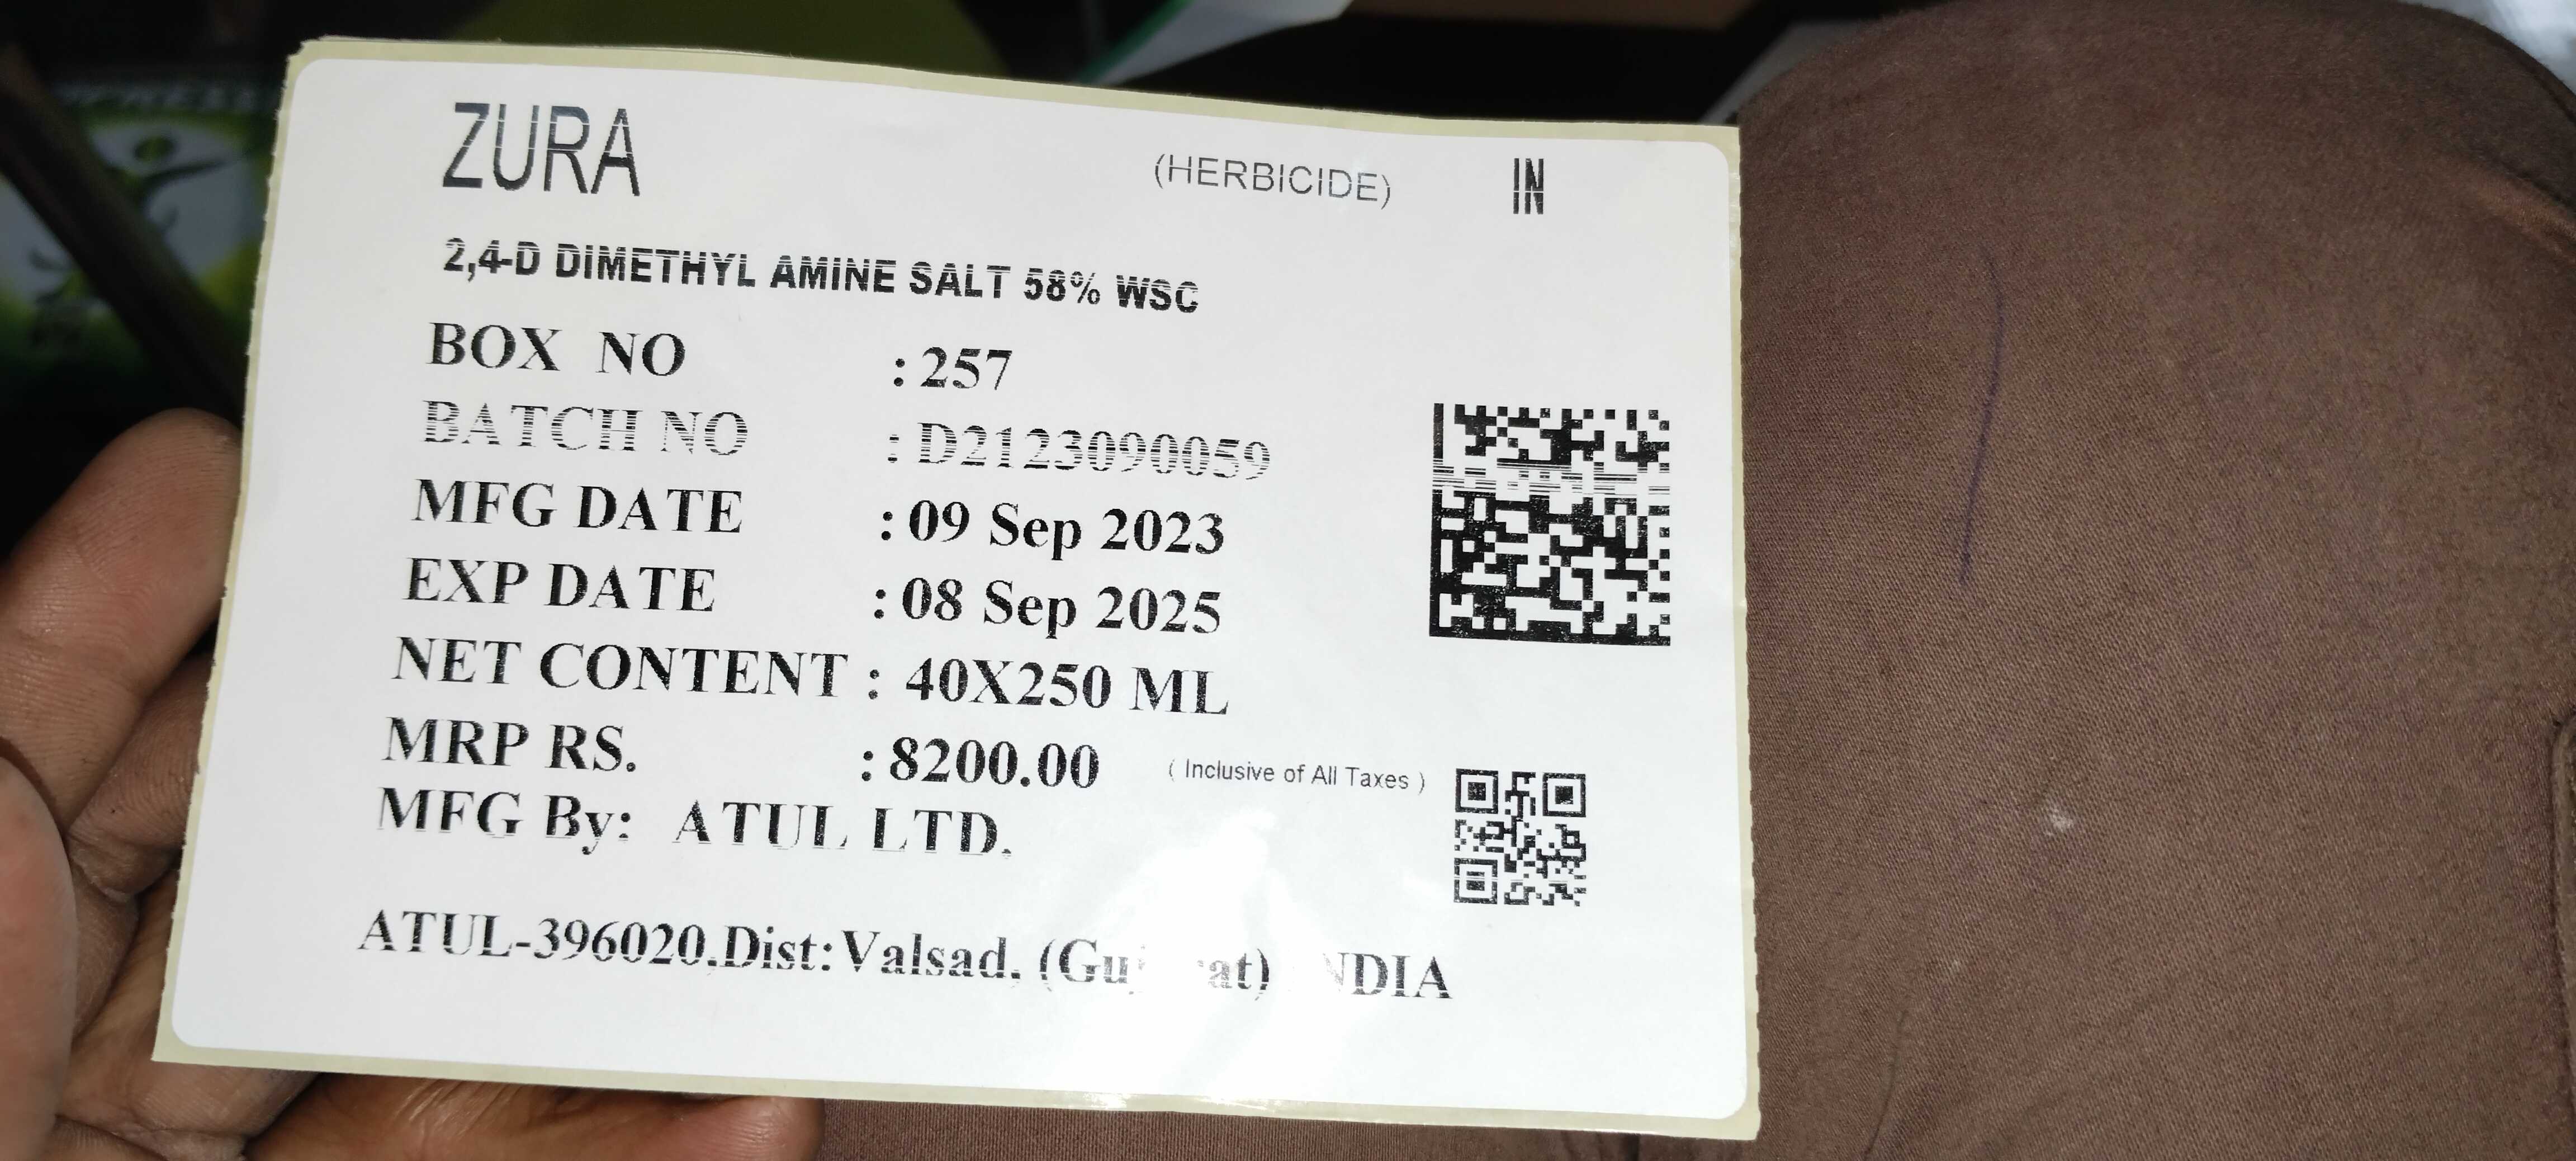 ZURA (HERBICIDE) IN
2,4-D DIMETHYL AMINE SALT 58% WSC
BOX NO : 257
BATCH NO : D2123090059
MFG DATE : 09 Sep 2023
EXP DATE : 08 Sep 2025
NET CONTENT : 40X250 ML
MRP RS. : 8200.00 ( Inclusive of All Taxes )
MFG By: ATUL LTD.
ATUL-396020,Dist:Valsad, (Gujarat) INDIA